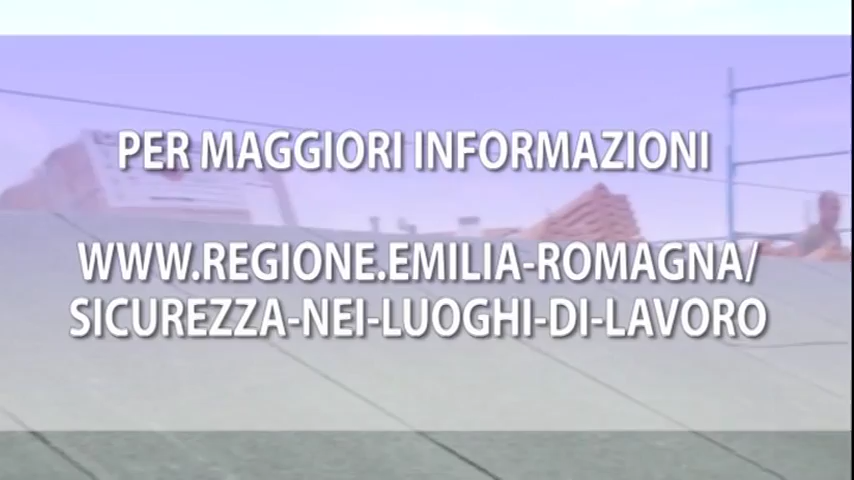 PER MAGGIORI INFORMAZIONI
WWW.REGIONE.EMILIA-ROMAGNA/
SICUREZZA-NEI-LUOGHI-DI-LAVORO